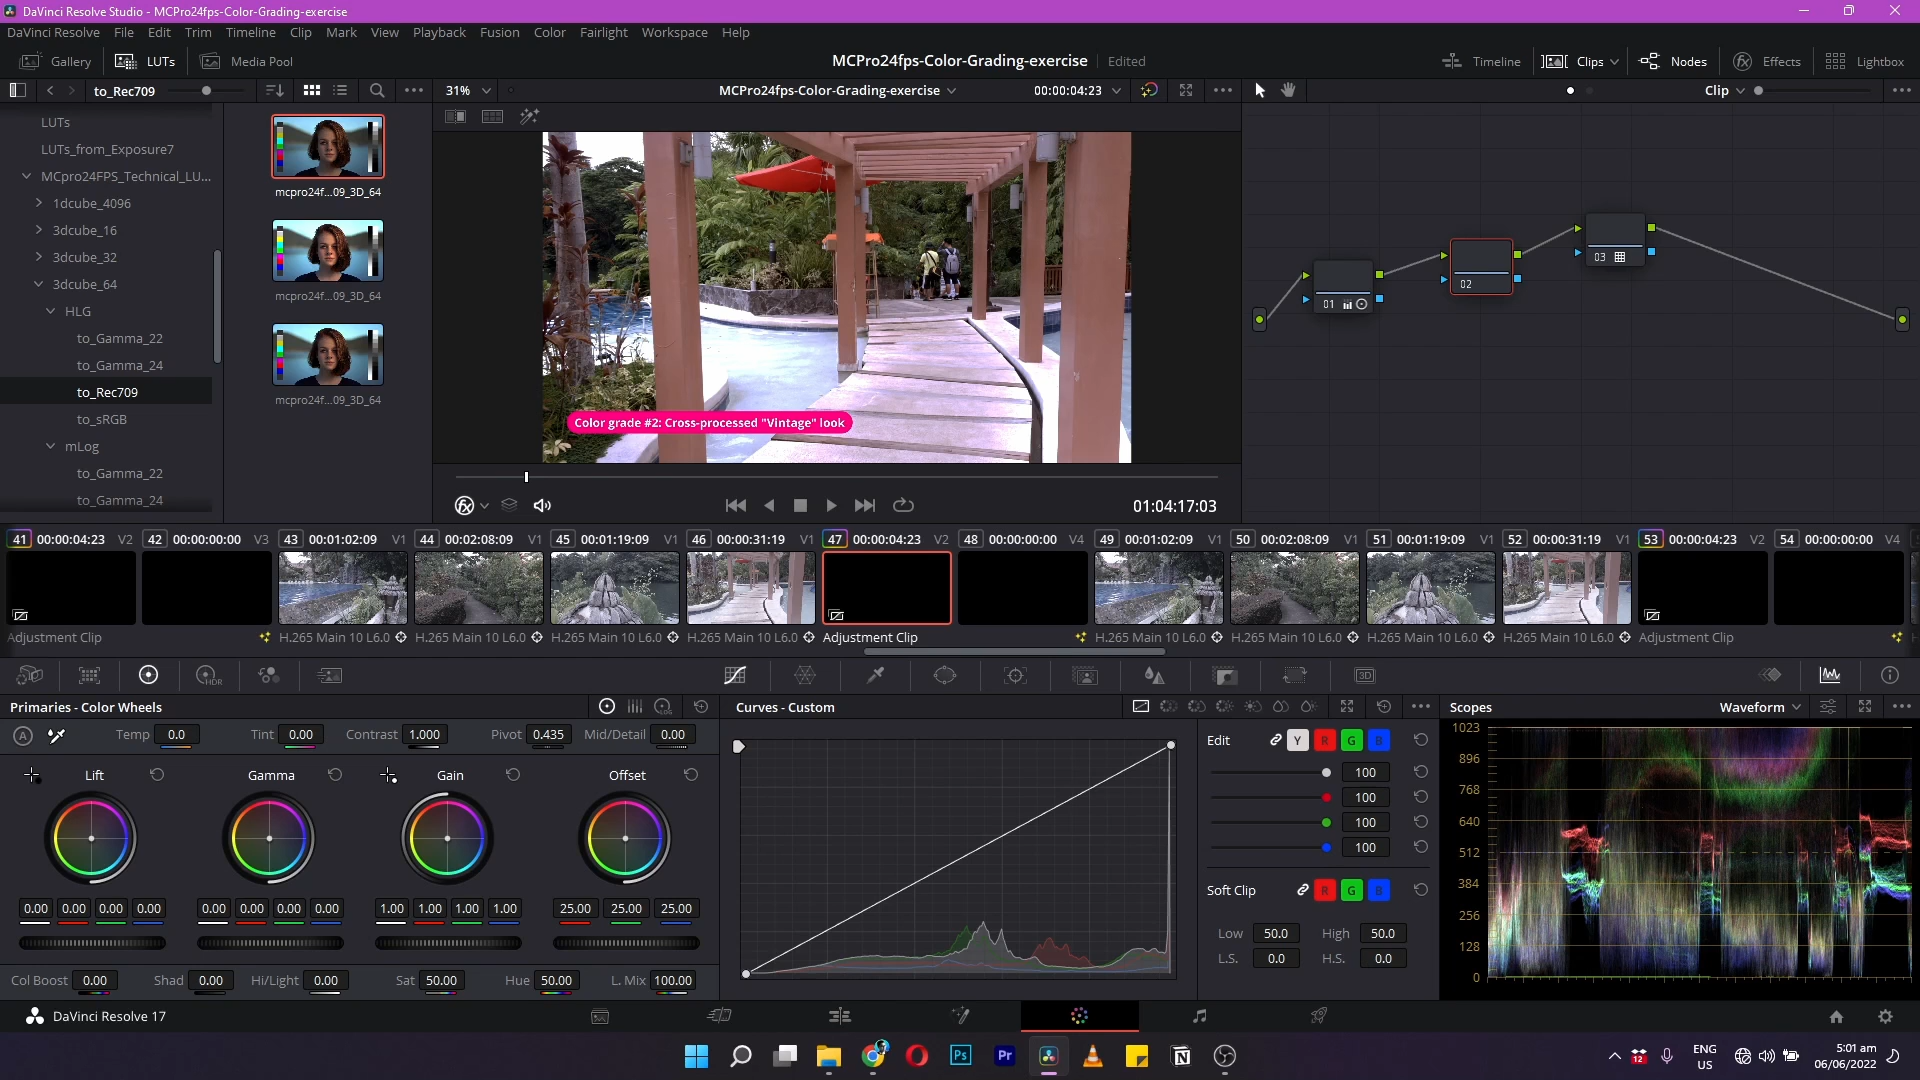 DaVinci Resolve Studio - MCPro24fps-Color-Grading-exercise
DaVinci Resolve File Edit Trim Timeline Clip Mark View Playback Fusion Color Fairlight Workspace Help
Gallery LUTs Media Pool MCPro24fps-Color-Grading-exercise Edited Timeline Clips Nodes Effects Lightbox
to_Rec709 31% MCPro24fps-Color-Grading-exercise 00:00:04:23 Clip
LUTs
LUTs_from_Exposure7
MCpro24FPS_Technical_LU...
1dcube_4096
3dcube_16
3dcube_32
3dcube_64
HLG
to_Gamma_22
to_Gamma_24
to_Rec709
to_sRGB
mLog
to_Gamma_22
to_Gamma_24
mcpro24f...09_3D_64
mcpro24f...09_3D_64
mcpro24f...09_3D_64
Color grade #2: Cross-processed "Vintage" look
01:04:17:03
01
02
03
41 00:00:04:23 V2 42 00:00:00:00 V3 43 00:01:02:09 V1 44 00:02:08:09 V1 45 00:01:19:09 V1 46 00:00:31:19 V1 47 00:00:04:23 V2 48 00:00:00:00 V4 49 00:01:02:09 V1 50 00:02:08:09 V1 51 00:01:19:09 V1 52 00:00:31:19 V1 53 00:00:04:23 V2 54 00:00:00:00 V4
Adjustment Clip H.265 Main 10 L6.0 H.265 Main 10 L6.0 H.265 Main 10 L6.0 H.265 Main 10 L6.0 Adjustment Clip H.265 Main 10 L6.0 H.265 Main 10 L6.0 H.265 Main 10 L6.0 H.265 Main 10 L6.0 Adjustment Clip
HDR 3D
Primaries - Color Wheels LOG Curves - Custom Scopes Waveform
A Temp 0.0 Tint 0.00 Contrast 1.000 Pivot 0.435 Mid/Detail 0.00
Lift Gamma Gain Offset
0.00 0.00 0.00 0.00 0.00 0.00 0.00 0.00 1.00 1.00 1.00 1.00 25.00 25.00 25.00
Col Boost 0.00 Shad 0.00 Hi/Light 0.00 Sat 50.00 Hue 50.00 L. Mix 100.00
Edit Y R G B
100
100
100
100
Soft Clip R G B
Low 50.0 High 50.0
L.S. 0.0 H.S. 0.0
1023
896
768
640
512
384
256
128
0
DaVinci Resolve 17
Ps Pr N
12 ENG US
5:01 am
06/06/2022